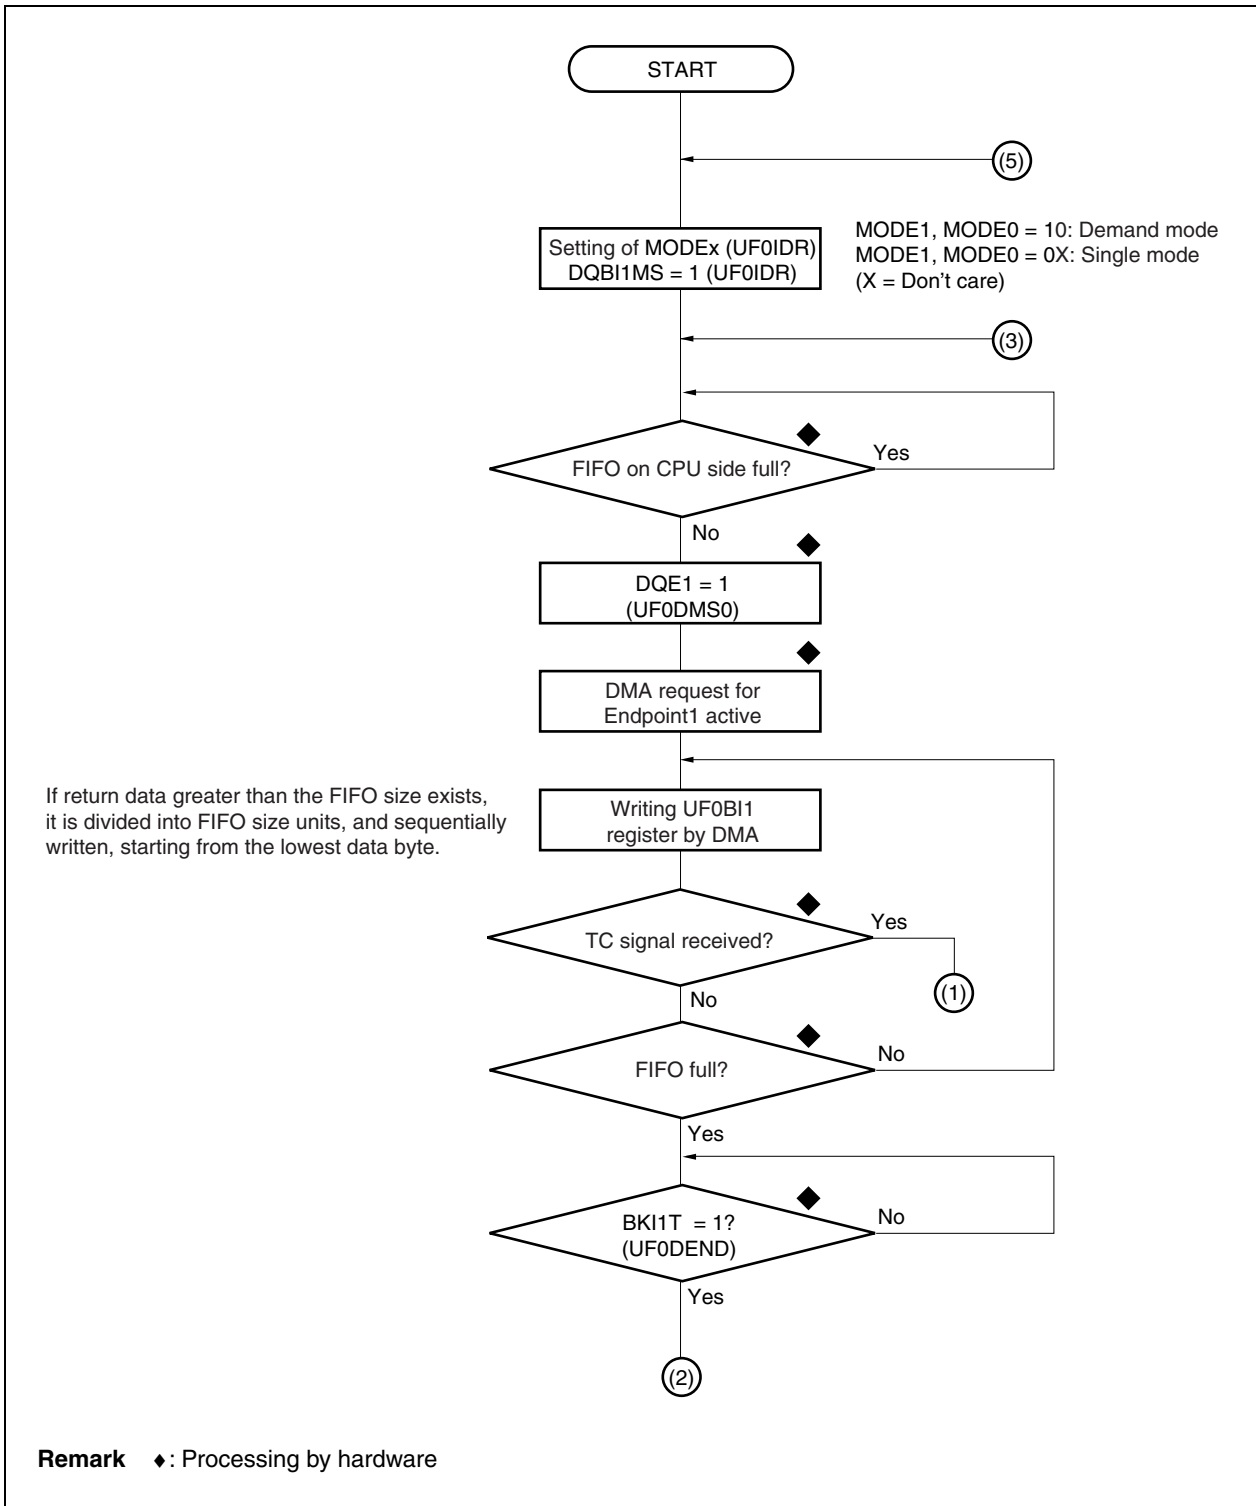 START
(5)
Setting of MODEx (UF0IDR)
DQBI1MS = 1 (UF0IDR)
MODE1, MODE0 = 10: Demand mode
MODE1, MODE0 = 0X: Single mode
(X = Don't care)
(3)
FIFO on CPU side full?
Yes
No
DQE1 = 1
(UF0DMS0)
DMA request for
Endpoint1 active
If return data greater than the FIFO size exists,
it is divided into FIFO size units, and sequentially
written, starting from the lowest data byte.
Writing UF0BI1
register by DMA
TC signal received?
Yes
(1)
No
FIFO full?
No
Yes
BKI1T = 1?
(UF0DEND)
No
Yes
(2)
Remark ♦: Processing by hardware